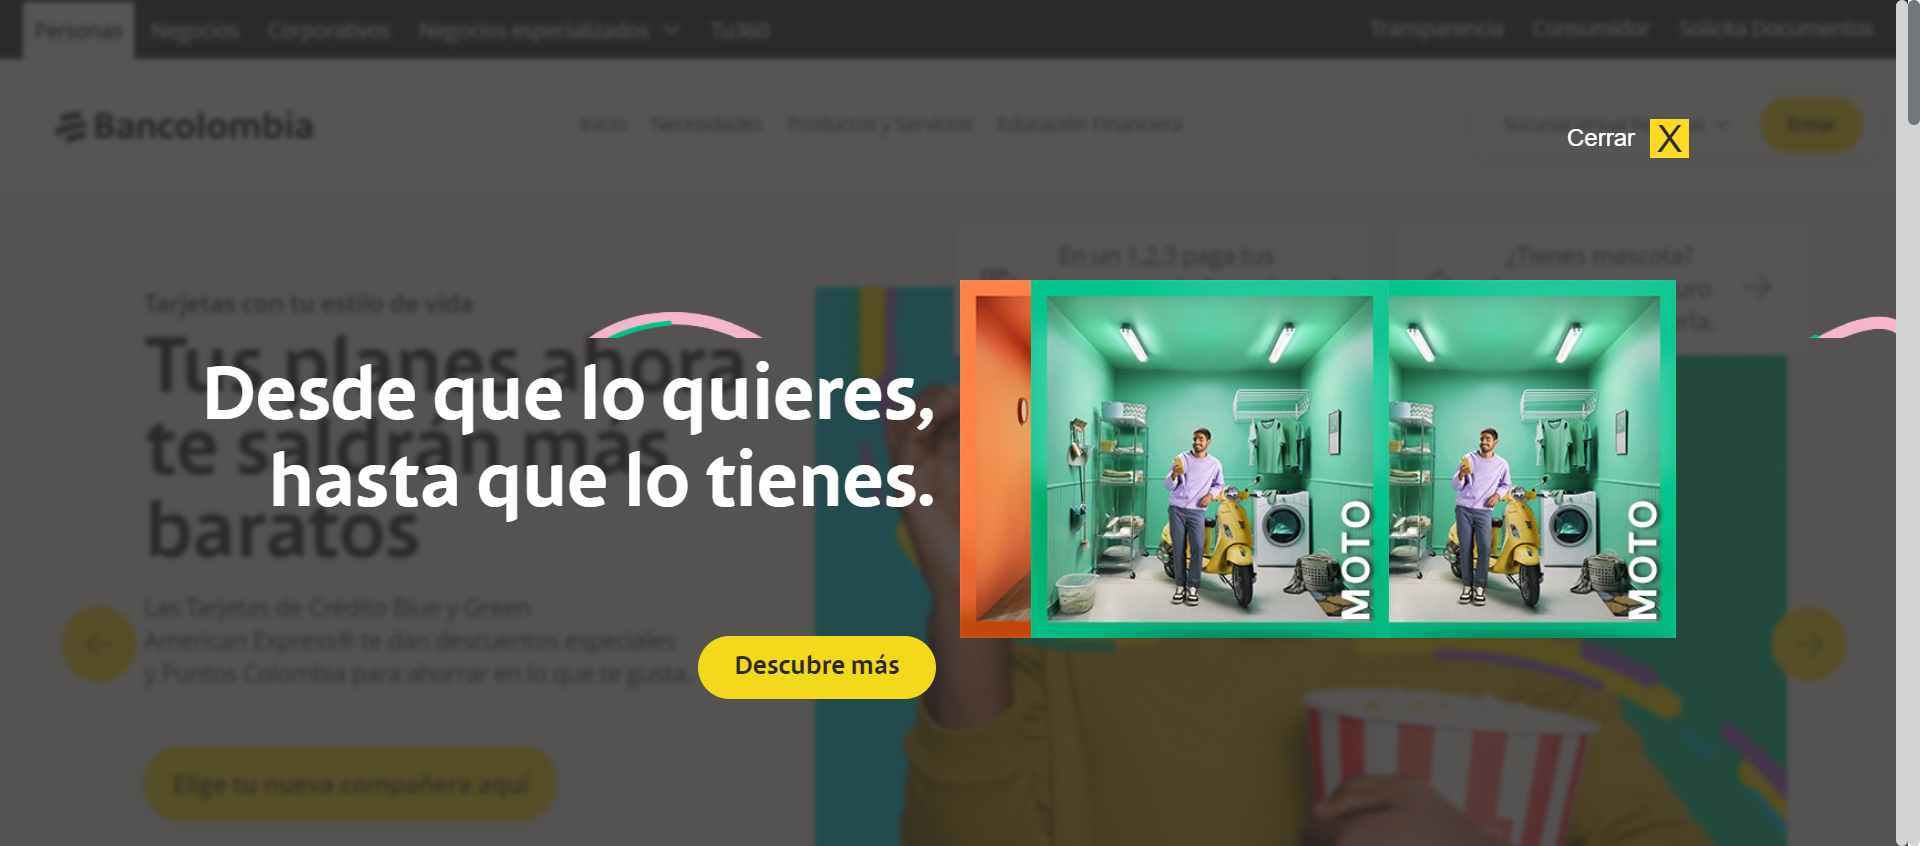 Personas Negocios Corporativos Negocios especializados Tu360 Transparencia Consumidor Solicita Documentos
Bancolombia Inicio Necesidades Productos y Servicios Educación Financiera Sucursal Virtual Entrar
Cerrar X
En un 1,2,3 paga tus
¿Tienes mascota?
Tarjetas con tu estilo de vida
Tus planes ahora
te saldrán más
baratos
Desde que lo quieres,
hasta que lo tienes.
MOTO
MOTO
Las Tarjetas de Crédito Blue y Green
American Express® te dan descuentos especiales
y Puntos Colombia para ahorrar en lo que te gusta.
Descubre más
Elige tu nueva compañera aquí